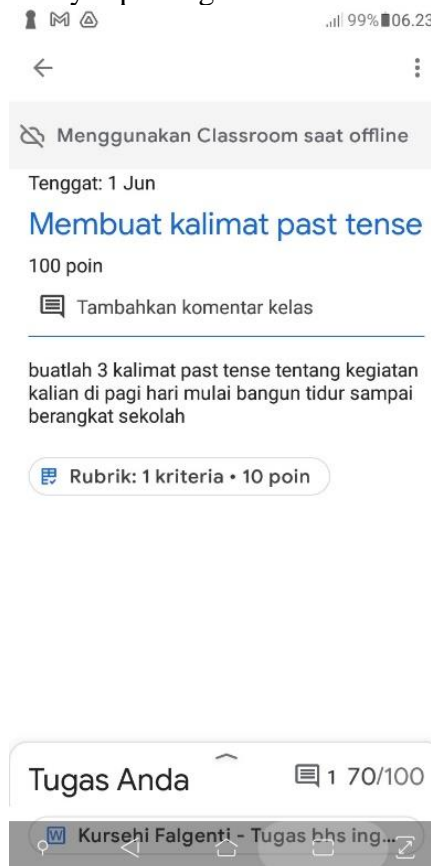 99% 06.23
Menggunakan Classroom saat offline
Tenggat: 1 Jun
Membuat kalimat past tense
100 poin
Tambahkan komentar kelas
buatlah 3 kalimat past tense tentang kegiatan
kalian di pagi hari mulai bangun tidur sampai
berangkat sekolah
Rubrik: 1 kriteria • 10 poin
Tugas Anda 1 70/100
Kursehi Falgenti - Tugas bhs ing...